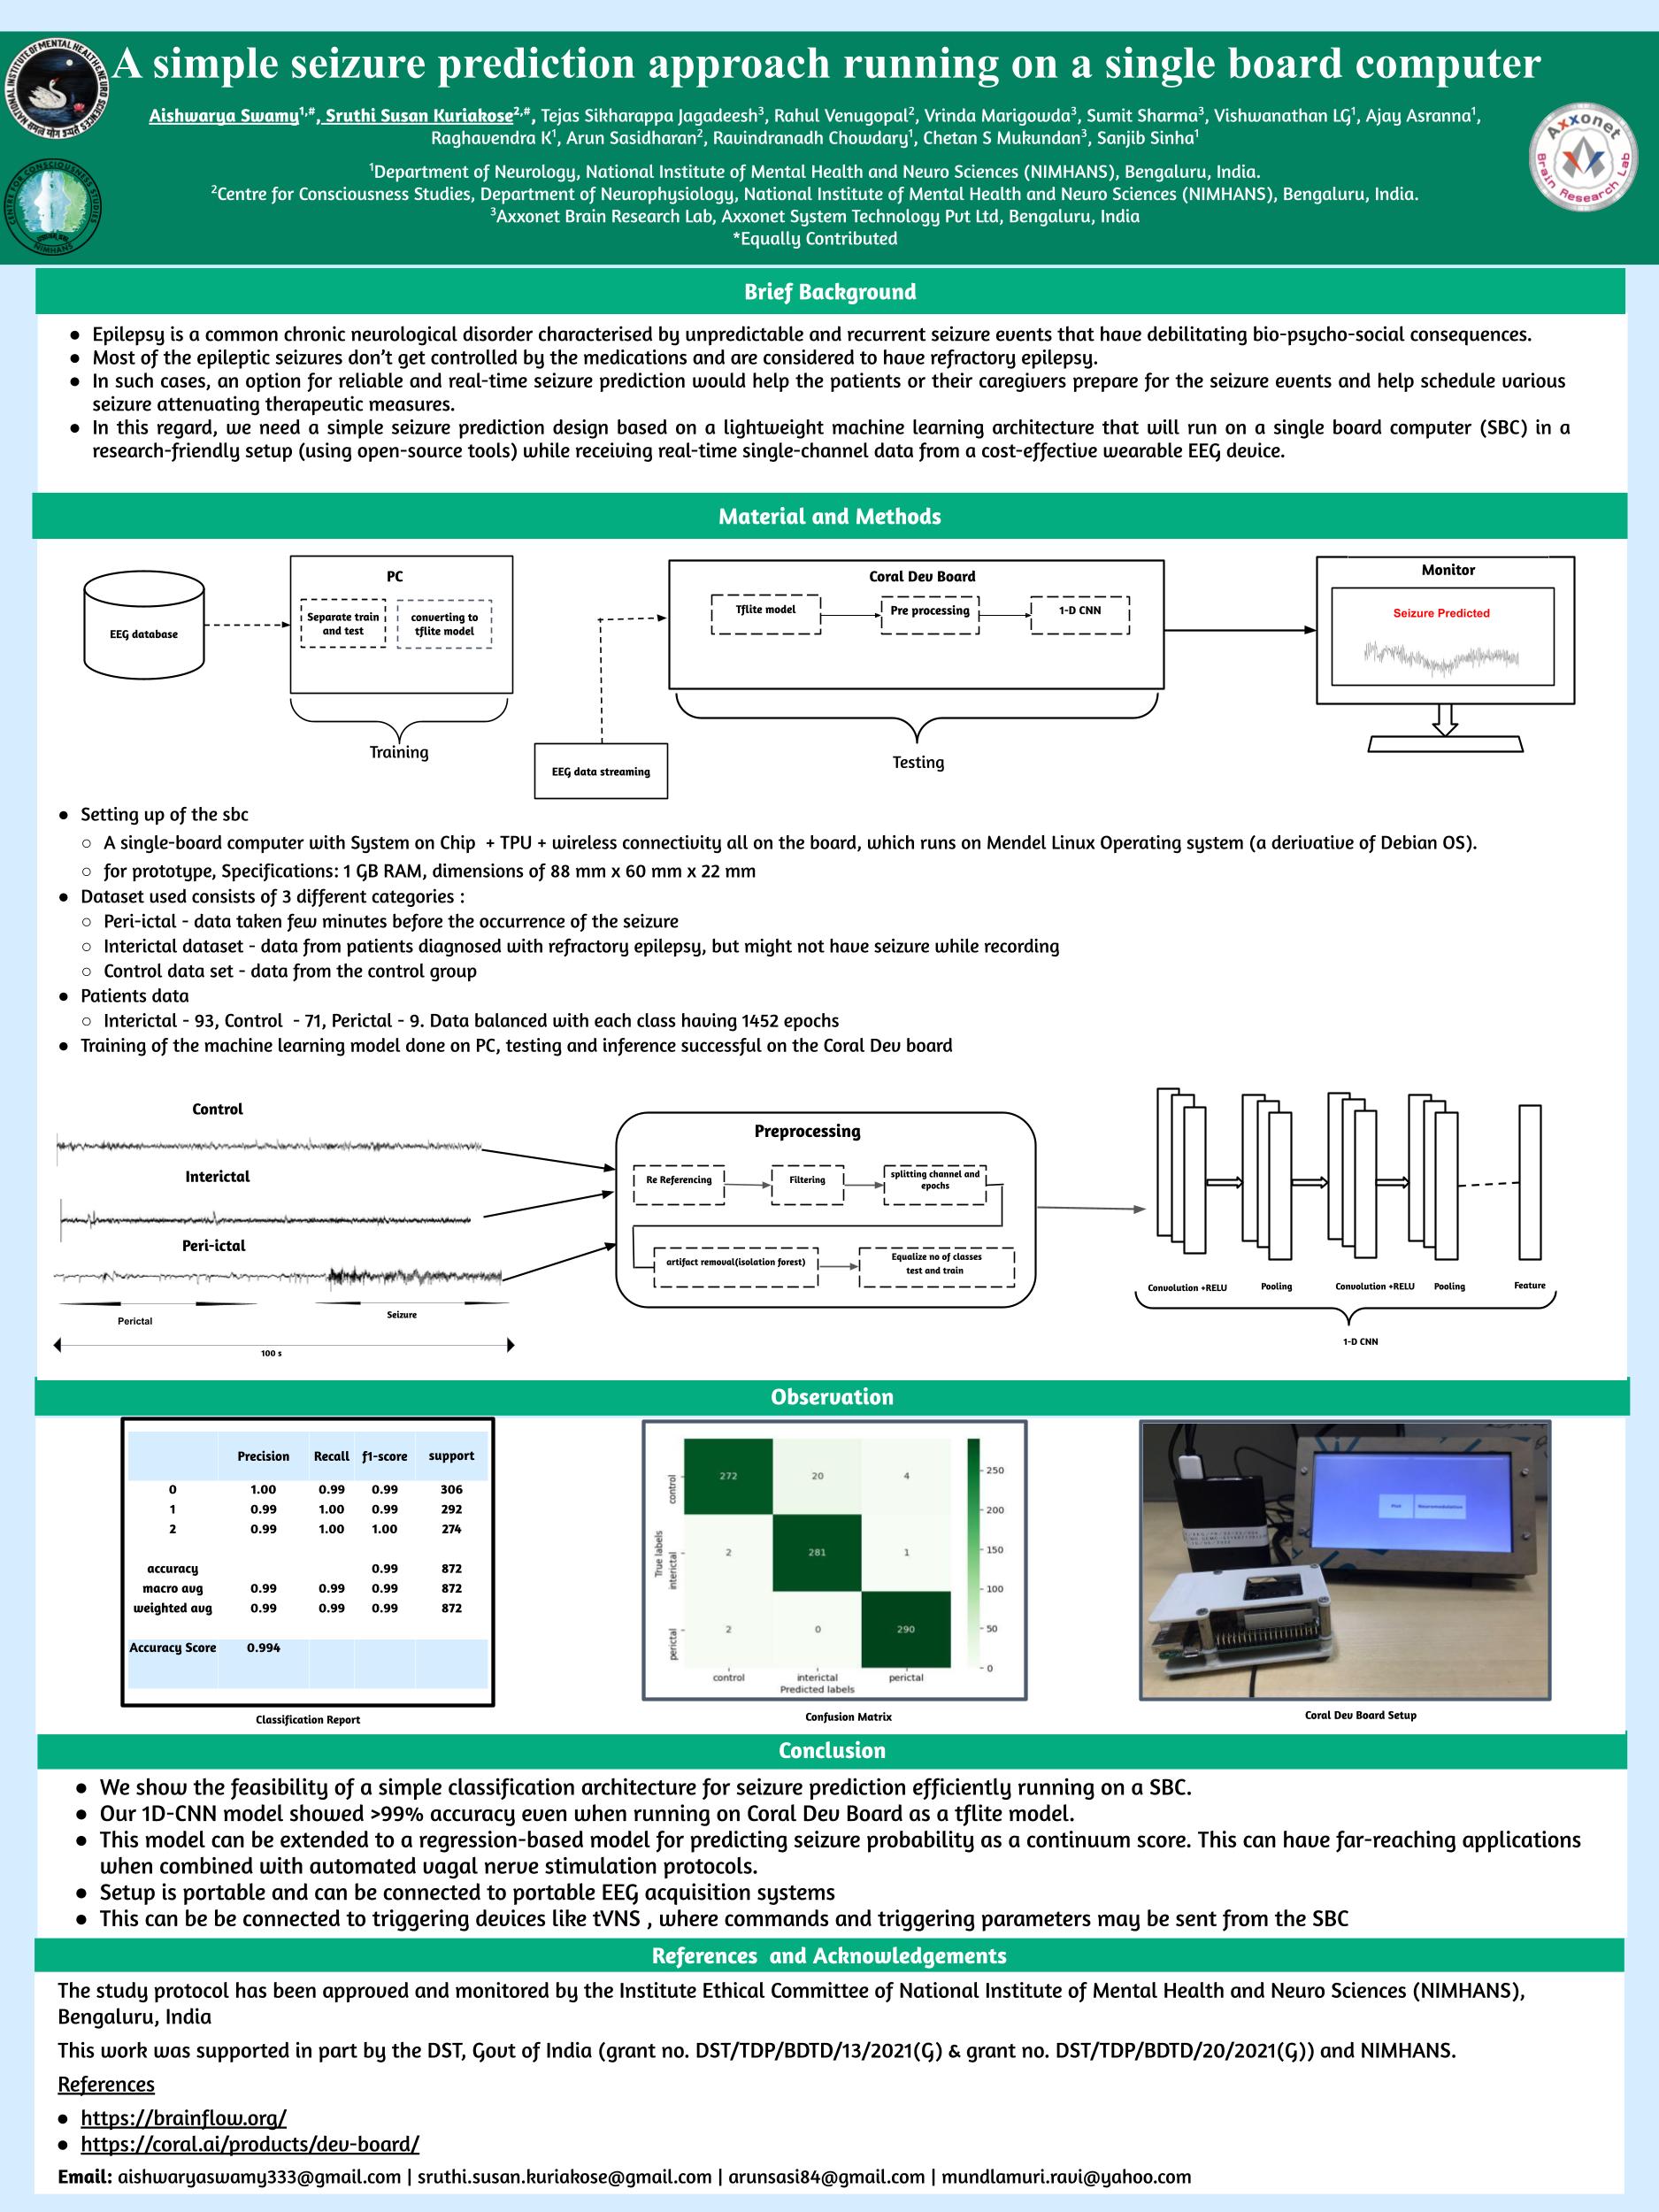 A simple seizure prediction approach running on a single board computer
Aishwarya Swamy1,#, Sruthi Susan Kuriakose2,#, Tejas Sikharappa Jagadeesh3, Rahul Venugopal2, Vrinda Marigowda3, Sumit Sharma3, Vishwanathan LG1, Ajay Asranna1,
Raghavendra K1, Arun Sasidharan2, Ravindranadh Chowdary1, Chetan S Mukundan3, Sanjib Sinha1
1Department of Neurology, National Institute of Mental Health and Neuro Sciences (NIMHANS), Bengaluru, India.
2Centre for Consciousness Studies, Department of Neurophysiology, National Institute of Mental Health and Neuro Sciences (NIMHANS), Bengaluru, India.
3Axxonet Brain Research Lab, Axxonet System Technology Pvt Ltd, Bengaluru, India
*Equally Contributed
NATIONAL INSTITUTE OF MENTAL HEALTH & NEURO SCIENCES
CENTRE FOR CONSCIOUSNESS STUDIES
NIMHANS
Axxonet
Brain Research Lab
Brief Background
● Epilepsy is a common chronic neurological disorder characterised by unpredictable and recurrent seizure events that have debilitating bio-psycho-social consequences.
● Most of the epileptic seizures don’t get controlled by the medications and are considered to have refractory epilepsy.
● In such cases, an option for reliable and real-time seizure prediction would help the patients or their caregivers prepare for the seizure events and help schedule various
seizure attenuating therapeutic measures.
● In this regard, we need a simple seizure prediction design based on a lightweight machine learning architecture that will run on a single board computer (SBC) in a
research-friendly setup (using open-source tools) while receiving real-time single-channel data from a cost-effective wearable EEG device.
Material and Methods
EEG database
PC
Separate train
and test
converting to
tflite model
Training
EEG data streaming
Coral Dev Board
Tflite model
Pre processing
1-D CNN
Testing
Monitor
Seizure Predicted
● Setting up of the sbc
○ A single-board computer with System on Chip + TPU + wireless connectivity all on the board, which runs on Mendel Linux Operating system (a derivative of Debian OS).
○ for prototype, Specifications: 1 GB RAM, dimensions of 88 mm x 60 mm x 22 mm
● Dataset used consists of 3 different categories :
○ Peri-ictal - data taken few minutes before the occurrence of the seizure
○ Interictal dataset - data from patients diagnosed with refractory epilepsy, but might not have seizure while recording
○ Control data set - data from the control group
● Patients data
○ Interictal - 93, Control - 71, Perictal - 9. Data balanced with each class having 1452 epochs
● Training of the machine learning model done on PC, testing and inference successful on the Coral Dev board
Control
Interictal
Peri-ictal
Perictal
Seizure
100 s
Preprocessing
Re Referencing
Filtering
splitting channel and
epochs
artifact removal(isolation forest)
Equalize no of classes
test and train
Convolution +RELU
Pooling
Convolution +RELU
Pooling
Feature
1-D CNN
Observation
Precision Recall f1-score support
0 1.00 0.99 0.99 306
1 0.99 1.00 0.99 292
2 0.99 1.00 1.00 274
accuracy 0.99 872
macro avg 0.99 0.99 0.99 872
weighted avg 0.99 0.99 0.99 872
Accuracy Score 0.994
Classification Report
True labels
control 272 20 4
interictal 2 281 1
perictal 2 0 290
control interictal perictal
Predicted labels
250
200
150
100
50
0
Confusion Matrix
Plot Neuromodulation
Coral Dev Board Setup
Conclusion
● We show the feasibility of a simple classification architecture for seizure prediction efficiently running on a SBC.
● Our 1D-CNN model showed >99% accuracy even when running on Coral Dev Board as a tflite model.
● This model can be extended to a regression-based model for predicting seizure probability as a continuum score. This can have far-reaching applications
when combined with automated vagal nerve stimulation protocols.
● Setup is portable and can be connected to portable EEG acquisition systems
● This can be be connected to triggering devices like tVNS , where commands and triggering parameters may be sent from the SBC
References and Acknowledgements
The study protocol has been approved and monitored by the Institute Ethical Committee of National Institute of Mental Health and Neuro Sciences (NIMHANS),
Bengaluru, India
This work was supported in part by the DST, Govt of India (grant no. DST/TDP/BDTD/13/2021(G) & grant no. DST/TDP/BDTD/20/2021(G)) and NIMHANS.
References
● https://brainflow.org/
● https://coral.ai/products/dev-board/
Email: aishwaryaswamy333@gmail.com | sruthi.susan.kuriakose@gmail.com | arunsasi84@gmail.com | mundlamuri.ravi@yahoo.com